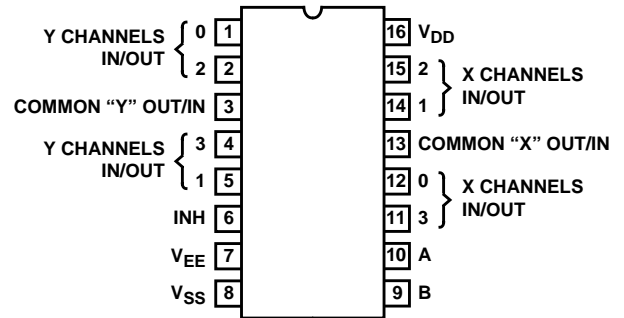 Y CHANNELS IN/OUT
0 1
2 2
COMMON “Y” OUT/IN 3
Y CHANNELS IN/OUT
3 4
1 5
INH 6
VEE 7
VSS 8
16 VDD
15 2
14 1
X CHANNELS IN/OUT
13 COMMON “X” OUT/IN
12 0
11 3
X CHANNELS IN/OUT
10 A
9 B